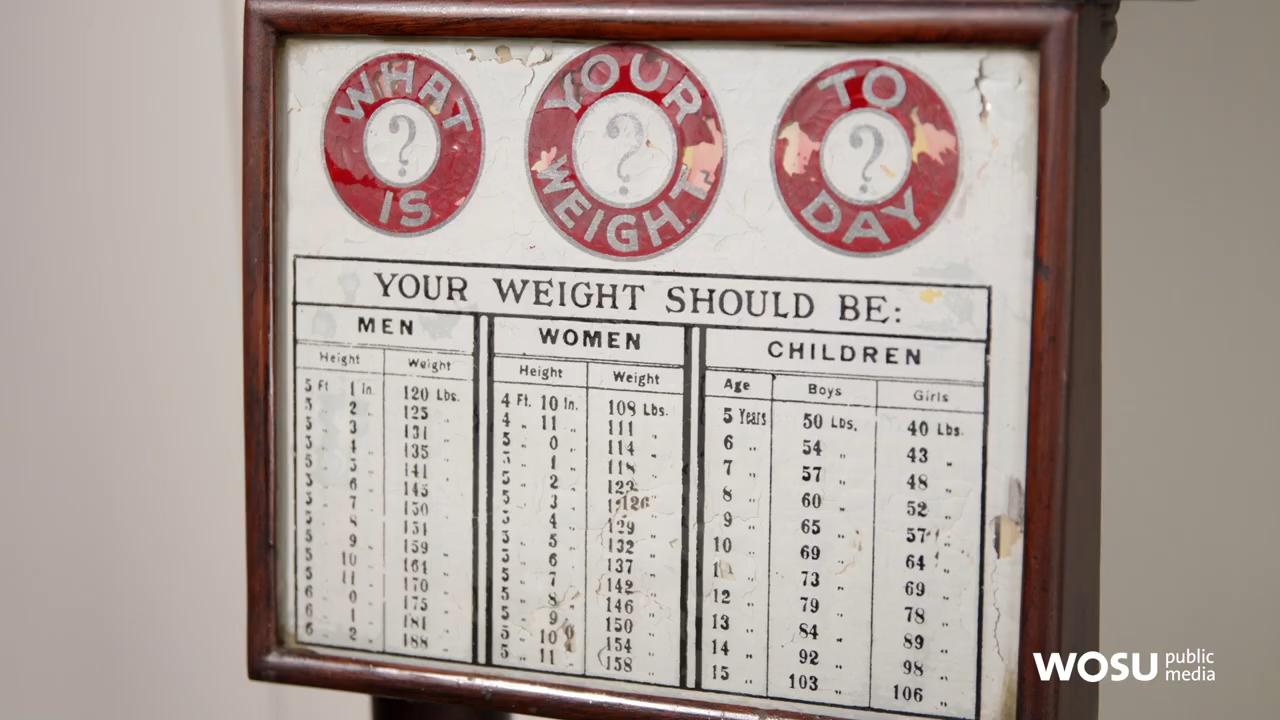 WHAT ? IS
YOUR ? WEIGHT
TO ? DAY
YOUR WEIGHT SHOULD BE:
MEN
Height Weight
5 Ft 1 In. 120 Lbs.
5 " 2 " 125 "
5 " 3 " 131 "
5 " 4 " 135 "
5 " 5 " 141 "
5 " 6 " 145 "
5 " 7 " 150 "
5 " 8 " 154 "
5 " 9 " 159 "
5 " 10 " 164 "
5 " 11 " 170 "
6 " 0 " 175 "
6 " 1 " 181 "
6 " 2 " 188 "
WOMEN
Height Weight
4 Ft. 10 In. 108 Lbs.
4 " 11 " 111 "
5 " 0 " 114 "
5 " 1 " 118 "
5 " 2 "
5 " 3 " 126
5 " 4 " 129 "
5 " 5 " 132 "
5 " 6 " 137 "
5 " 7 " 142 "
5 " 8 " 146 "
5 " 9 " 150 "
5 " 10 154 "
5 " 11 " 158 "
CHILDREN
Age Boys Girls
5 Years 50 Lbs. 40 Lbs.
6 " 54 " 43 "
7 " 57 " 48 "
8 " 60 " 52 "
9 " 65 " 57 "
10 " 69 " 64 "
73 " 69 "
12 " 79 " 78 "
13 " 84 " 89 "
14 " 92 " 98 "
15 " 103 " 106 "
WOSU public media